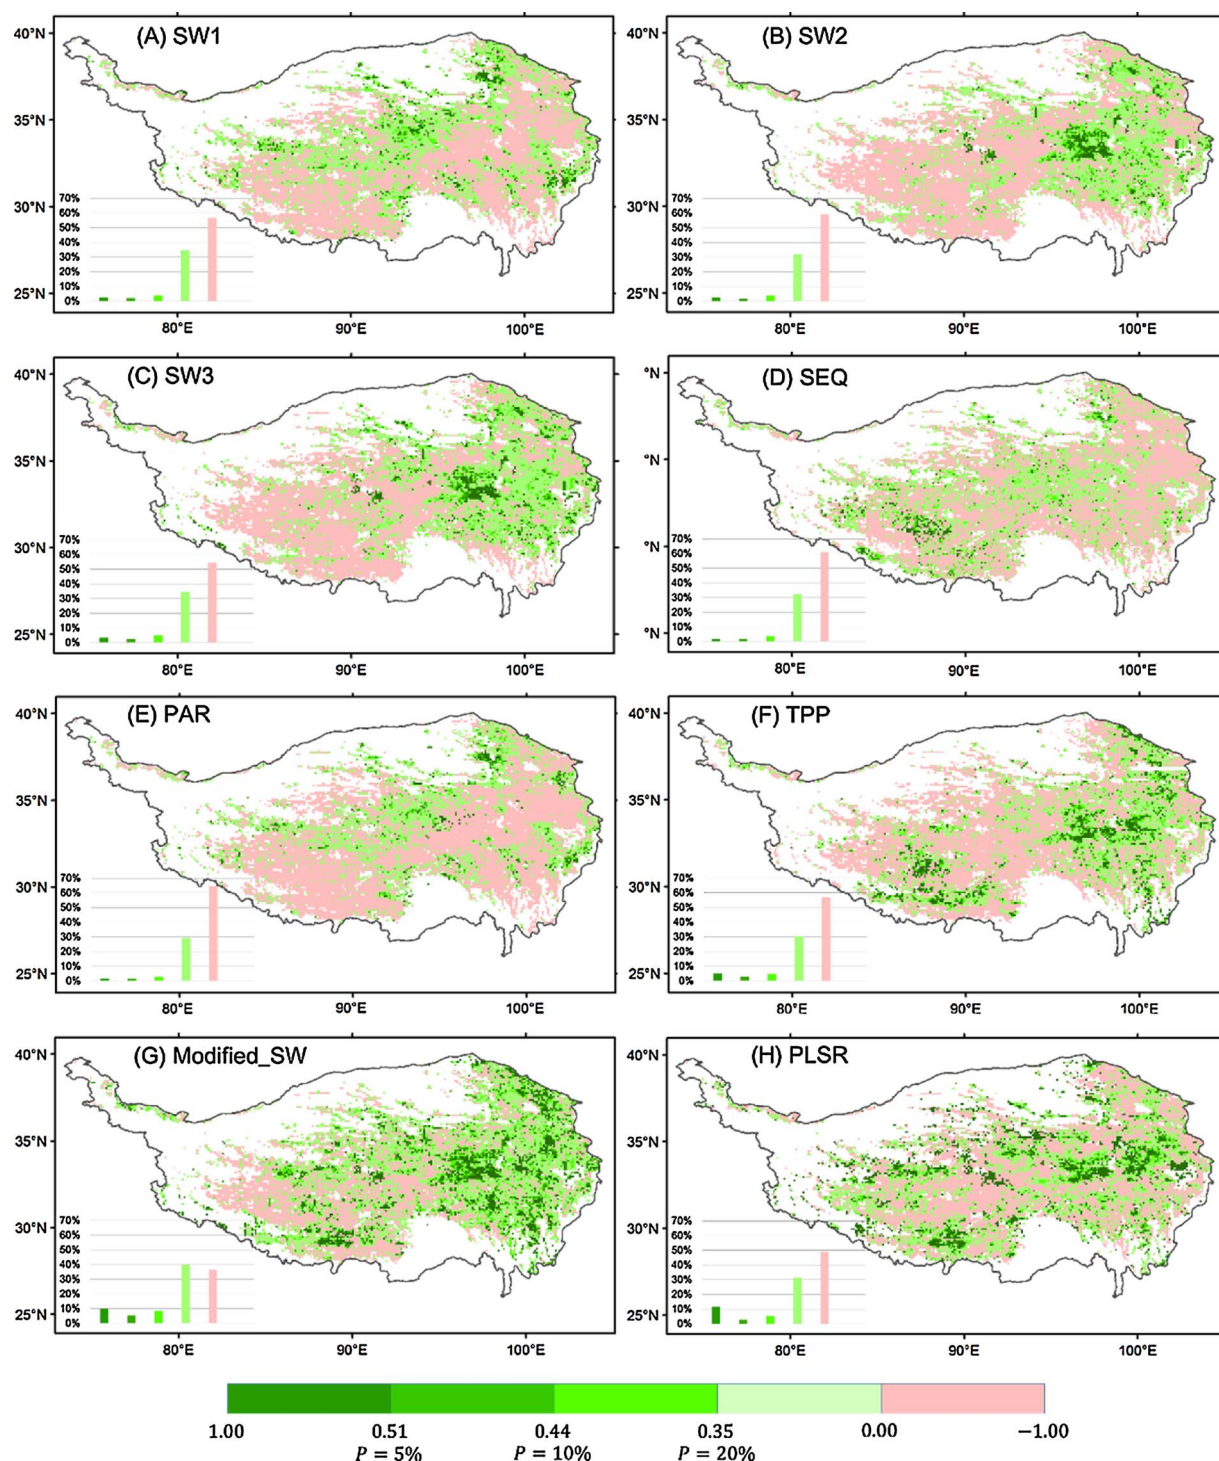 (A) SW1
40°N
35°N
30°N
25°N
70%
60%
50%
40%
30%
20%
10%
0%
80°E
90°E
100°E
(B) SW2
40°N
35°N
30°N
25°N
70%
60%
50%
40%
30%
20%
10%
0%
80°E
90°E
100°E
(C) SW3
40°N
35°N
30°N
25°N
70%
60%
50%
40%
30%
20%
10%
0%
80°E
90°E
100°E
(D) SEQ
°N
°N
°N
°N
70%
60%
50%
40%
30%
20%
10%
0%
80°E
90°E
100°E
(E) PAR
40°N
35°N
30°N
25°N
70%
60%
50%
40%
30%
20%
10%
0%
80°E
90°E
100°E
(F) TPP
40°N
35°N
30°N
25°N
70%
60%
50%
40%
30%
20%
10%
0%
80°E
90°E
100°E
(G) Modified_SW
40°N
35°N
30°N
25°N
70%
60%
50%
40%
30%
20%
10%
0%
80°E
90°E
100°E
(H) PLSR
40°N
35°N
30°N
25°N
70%
60%
50%
40%
30%
20%
10%
0%
80°E
90°E
100°E
1.00 0.51 0.44 0.35 0.00 −1.00
P = 5% P = 10% P = 20%